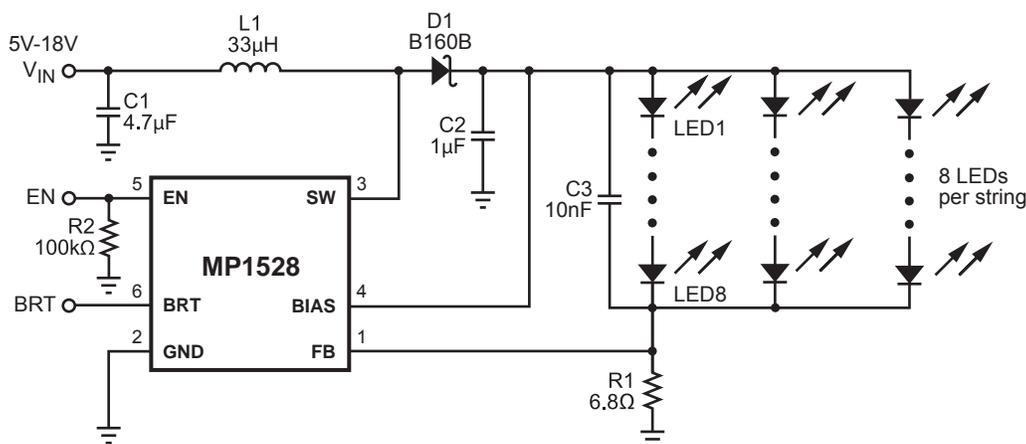 5V-18V
VIN
L1
33µH
D1
B160B
C1
4.7µF
C2
1µF
LED1
C3
10nF
8 LEDs
per string
EN
5
EN
SW
3
R2
100kΩ
MP1528
LED8
BRT
6
BRT
BIAS
4
2
GND
FB
1
R1
6.8Ω